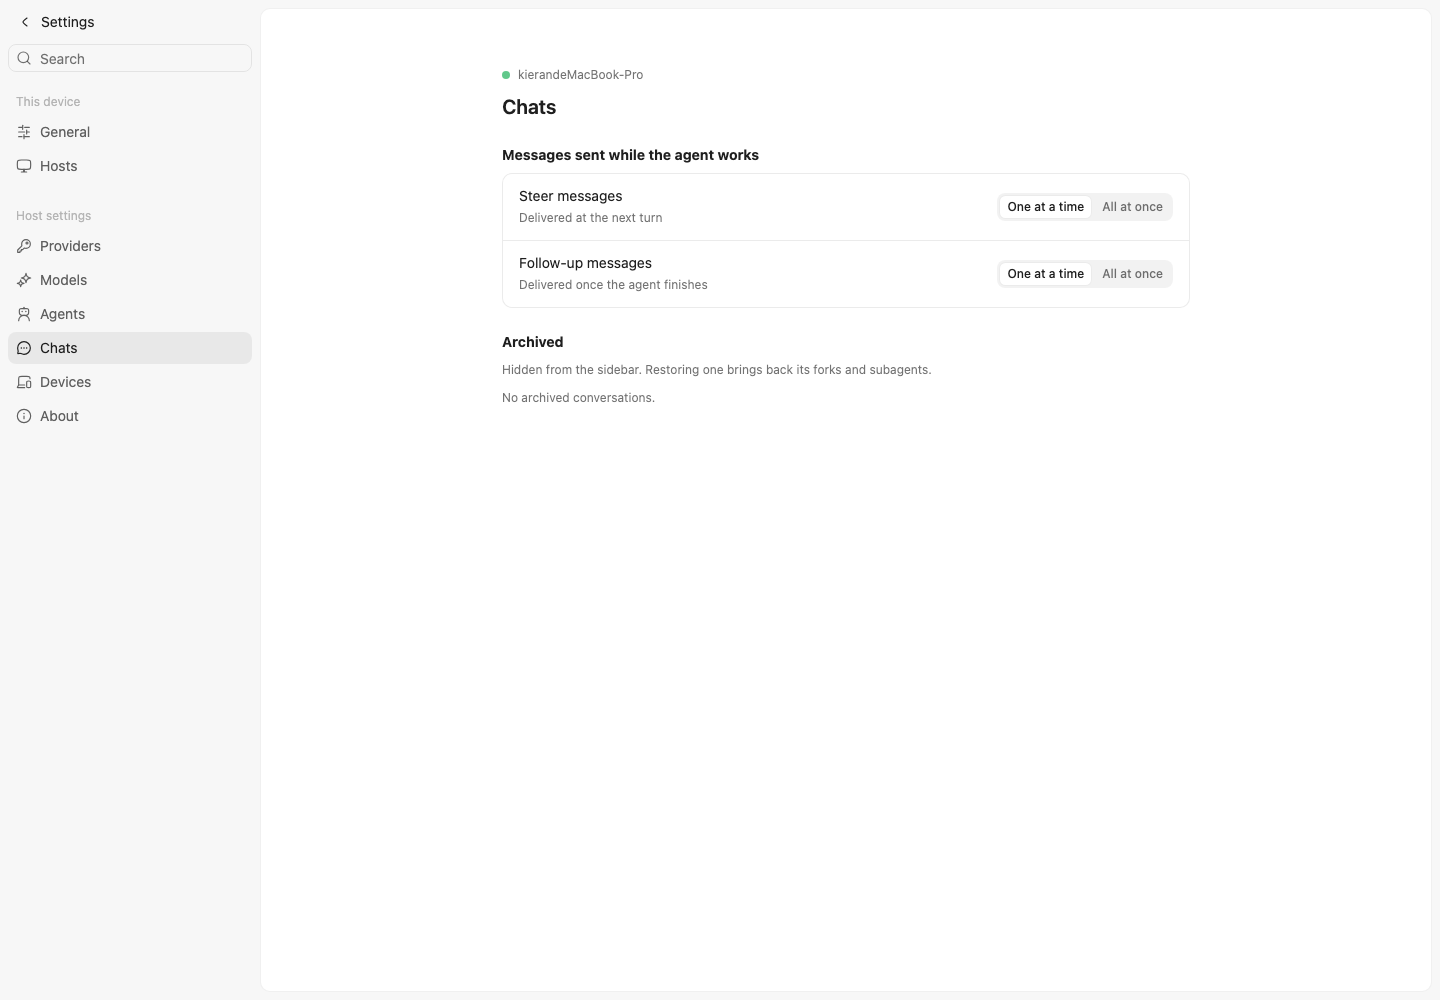 Settings
Search
This device
General
Hosts
Host settings
Providers
Models
Agents
Chats
Devices
About
kierandeMacBook-Pro
Chats
Messages sent while the agent works
Steer messages
Delivered at the next turn
One at a time All at once
Follow-up messages
Delivered once the agent finishes
One at a time All at once
Archived
Hidden from the sidebar. Restoring one brings back its forks and subagents.
No archived conversations.